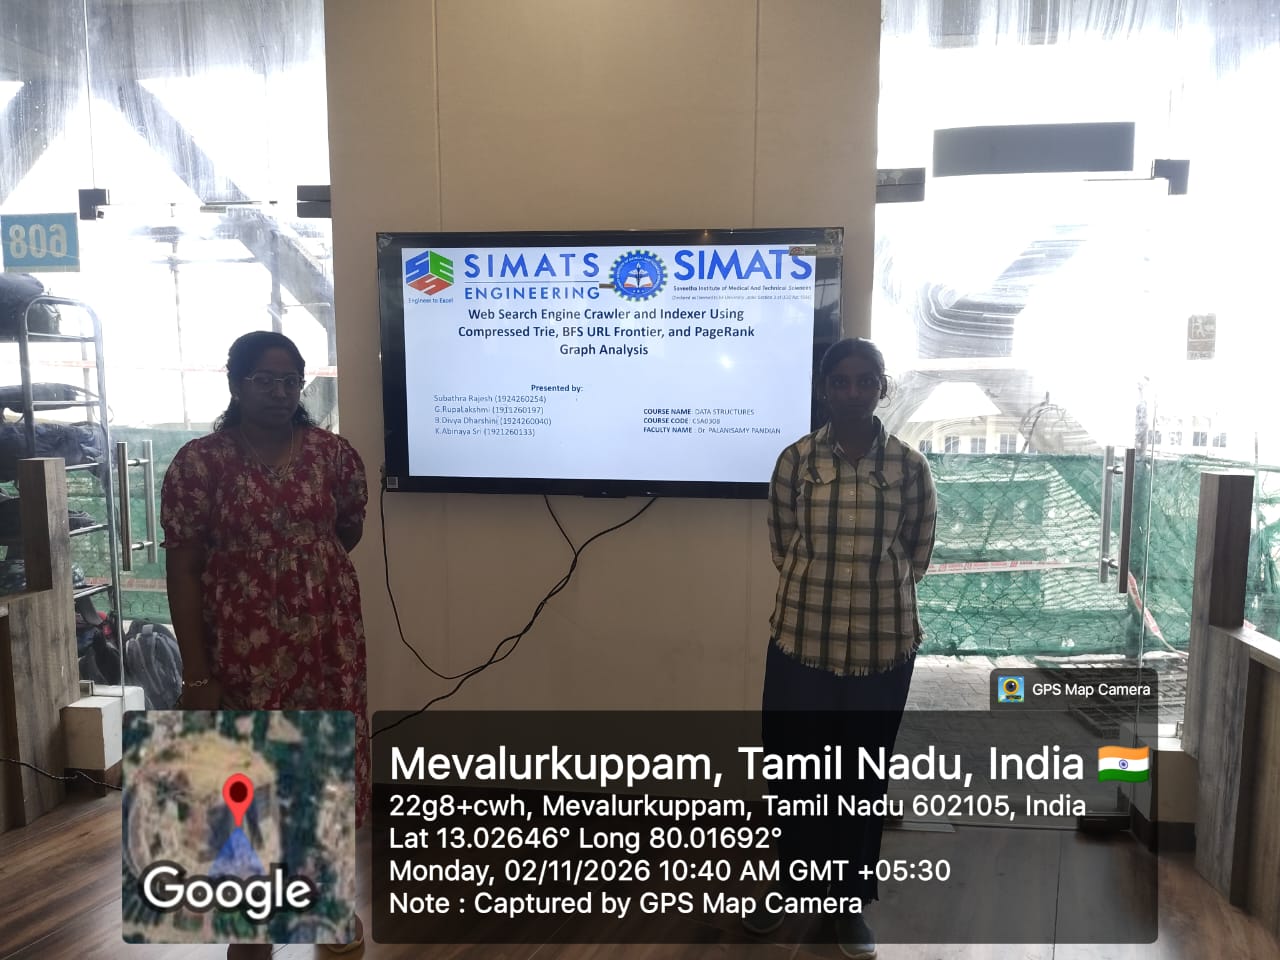 608
SIMATS
ENGINEERING
Engineer to Excel
SIMATS
Saveetha Institute of Medical And Technical Sciences
Web Search Engine Crawler and Indexer Using
Compressed Trie, BFS URL Frontier, and PageRank
Graph Analysis
Presented by:
Subathra Rajesh (1924260254)
G.RupaLakshmi (1921260197)
B.Divya Dharshini (1924260040)
K.Abinaya Sri (1921260133)
COURSE NAME: DATA STRUCTURES
COURSE CODE: CSA0308
FACULTY NAME : Dr. PALANISAMY PANDIAN
GPS Map Camera
Mevalurkuppam, Tamil Nadu, India
22g8+cwh, Mevalurkuppam, Tamil Nadu 602105, India
Lat 13.02646° Long 80.01692°
Monday, 02/11/2026 10:40 AM GMT +05:30
Note : Captured by GPS Map Camera
Google